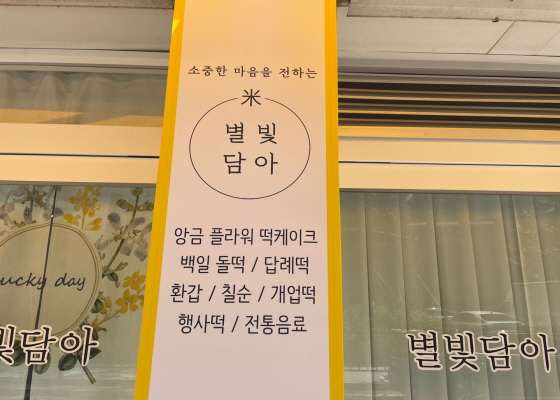 소중한 마음을 전하는
米
별빛
담아
앙금 플라워 떡케이크
백일 돌떡 / 답례떡
환갑 / 칠순 / 개업떡
행사떡 / 전통음료
ucky day
빛담아
별빛담아